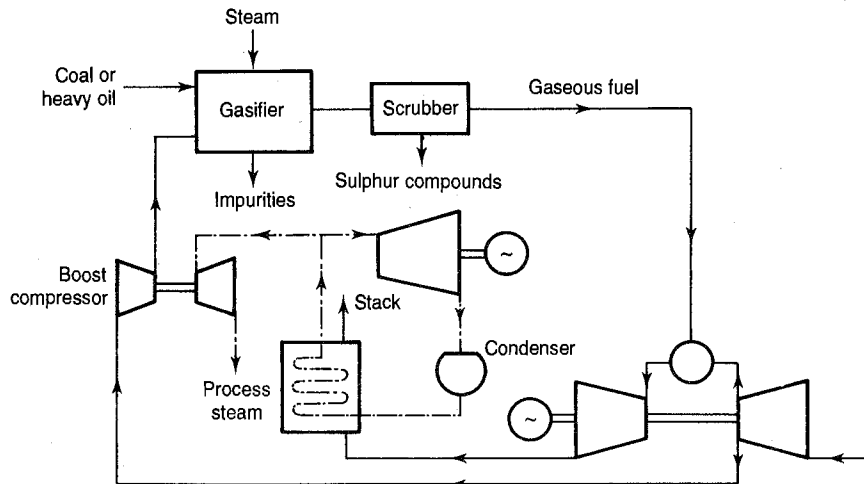 Steam
Coal or
heavy oil
Gasifier
Scrubber
Gaseous fuel
Impurities
Sulphur compounds
Boost
compressor
~
Stack
Condenser
Process
steam
~